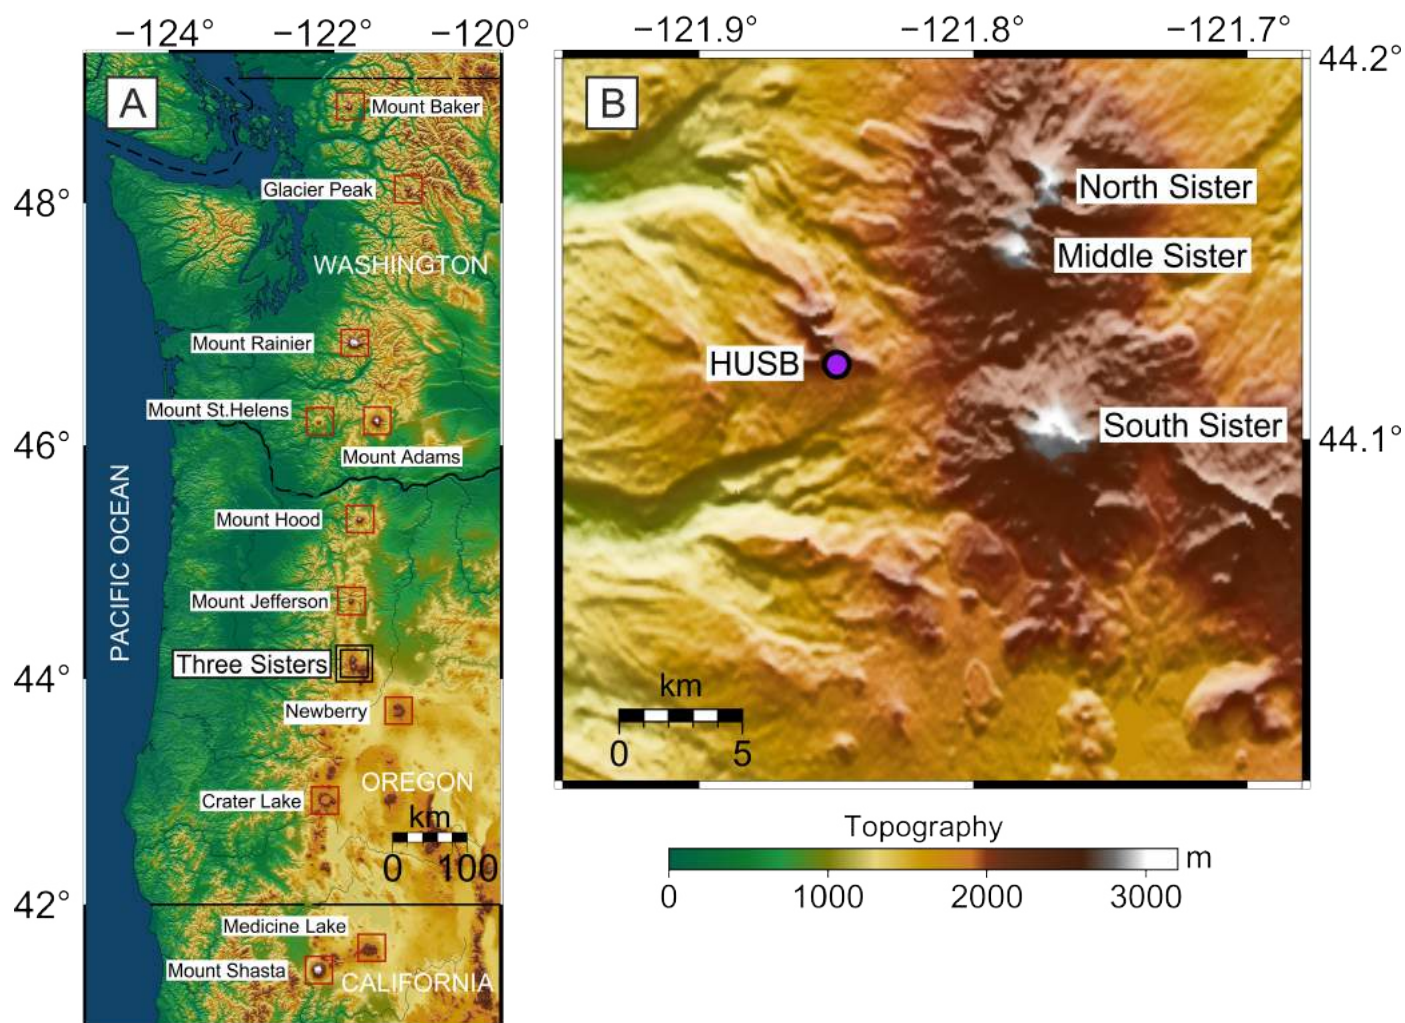 −124°
−122°
−120°
A
Mount Baker
Glacier Peak
48°
WASHINGTON
Mount Rainier
Mount St.Helens
46°
Mount Adams
PACIFIC OCEAN
Mount Hood
Mount Jefferson
Three Sisters
44°
Newberry
OREGON
Crater Lake
km
0
100
42°
Medicine Lake
Mount Shasta
CALIFORNIA
−121.9°
−121.8°
−121.7°
44.2°
B
North Sister
Middle Sister
HUSB
South Sister
44.1°
km
0
5
Topography
m
0
1000
2000
3000